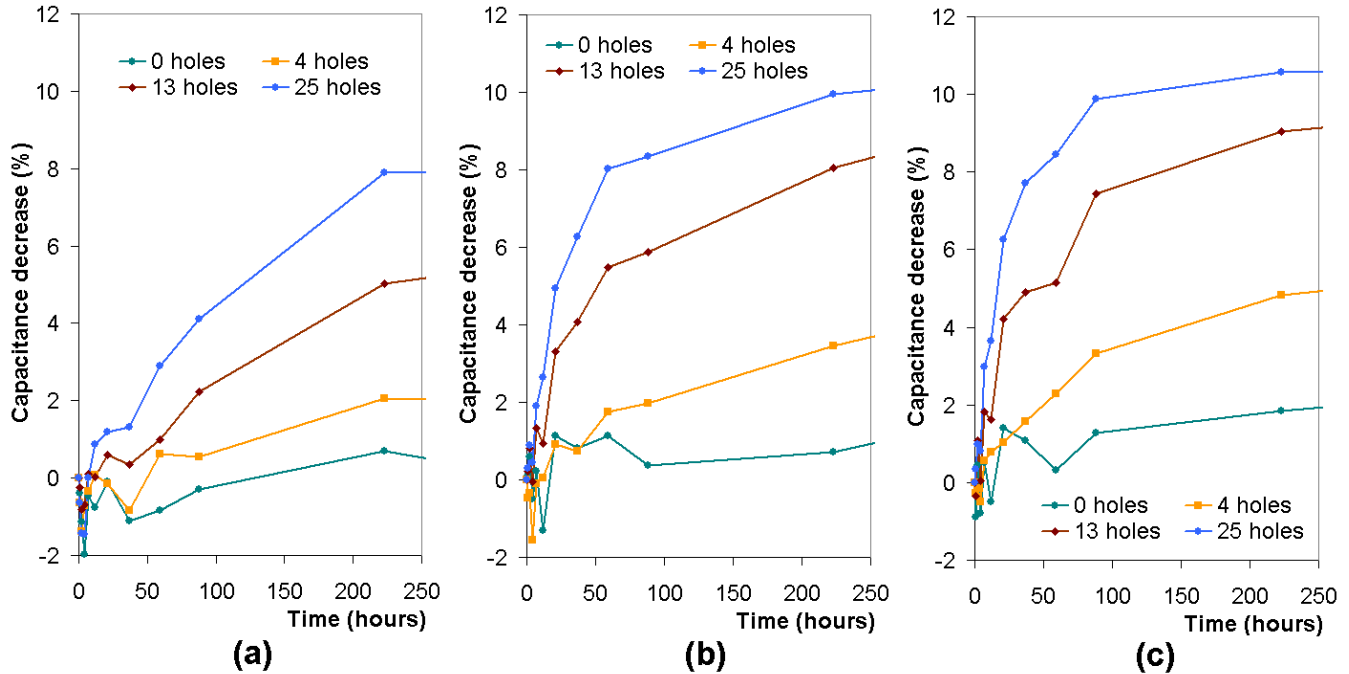 12
10
8
6
4
2
0
-2
Capacitance decrease (%)
0 holes 4 holes
13 holes 25 holes
0 50 100 150 200 250
Time (hours)
(a)
12
10
8
6
4
2
0
-2
Capacitance decrease (%)
0 holes 4 holes
13 holes 25 holes
0 50 100 150 200 250
Time (hours)
(b)
12
10
8
6
4
2
0
-2
Capacitance decrease (%)
0 holes 4 holes
13 holes 25 holes
0 50 100 150 200 250
Time (hours)
(c)